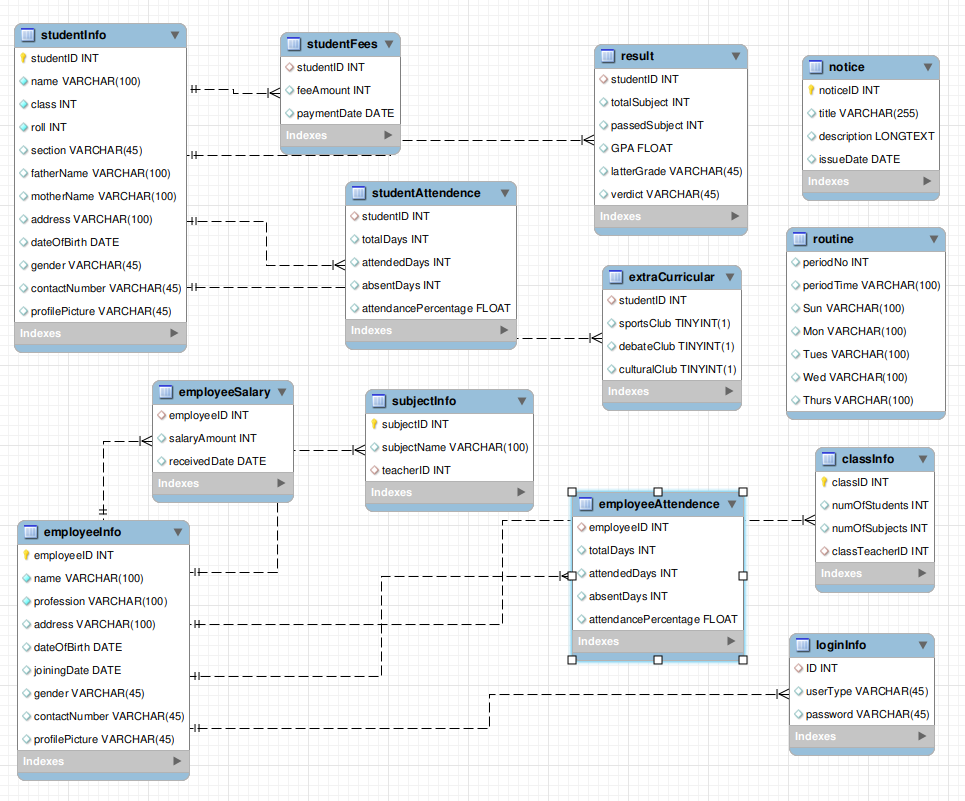 studentInfo
studentID INT
name VARCHAR(100)
class INT
roll INT
section VARCHAR(45)
fatherName VARCHAR(100)
motherName VARCHAR(100)
address VARCHAR(100)
dateOfBirth DATE
gender VARCHAR(45)
contactNumber VARCHAR(45)
profilePicture VARCHAR(45)
Indexes
studentFees
studentID INT
feeAmount INT
paymentDate DATE
Indexes
result
studentID INT
totalSubject INT
passedSubject INT
GPA FLOAT
latterGrade VARCHAR(45)
verdict VARCHAR(45)
Indexes
notice
noticeID INT
title VARCHAR(255)
description LONGTEXT
issueDate DATE
Indexes
studentAttendence
studentID INT
totalDays INT
attendedDays INT
absentDays INT
attendancePercentage FLOAT
Indexes
extraCurricular
studentID INT
sportsClub TINYINT(1)
debateClub TINYINT(1)
culturalClub TINYINT(1)
Indexes
routine
periodNo INT
periodTime VARCHAR(100)
Sun VARCHAR(100)
Mon VARCHAR(100)
Tues VARCHAR(100)
Wed VARCHAR(100)
Thurs VARCHAR(100)
employeeSalary
employeeID INT
salaryAmount INT
receivedDate DATE
Indexes
subjectInfo
subjectID INT
subjectName VARCHAR(100)
teacherID INT
Indexes
classInfo
classID INT
numOfStudents INT
numOfSubjects INT
classTeacherID INT
Indexes
employeeInfo
employeeID INT
name VARCHAR(100)
profession VARCHAR(100)
address VARCHAR(100)
dateOfBirth DATE
joiningDate DATE
gender VARCHAR(45)
contactNumber VARCHAR(45)
profilePicture VARCHAR(45)
Indexes
employeeAttendence
employeeID INT
totalDays INT
attendedDays INT
absentDays INT
attendancePercentage FLOAT
Indexes
loginInfo
ID INT
userType VARCHAR(45)
password VARCHAR(45)
Indexes